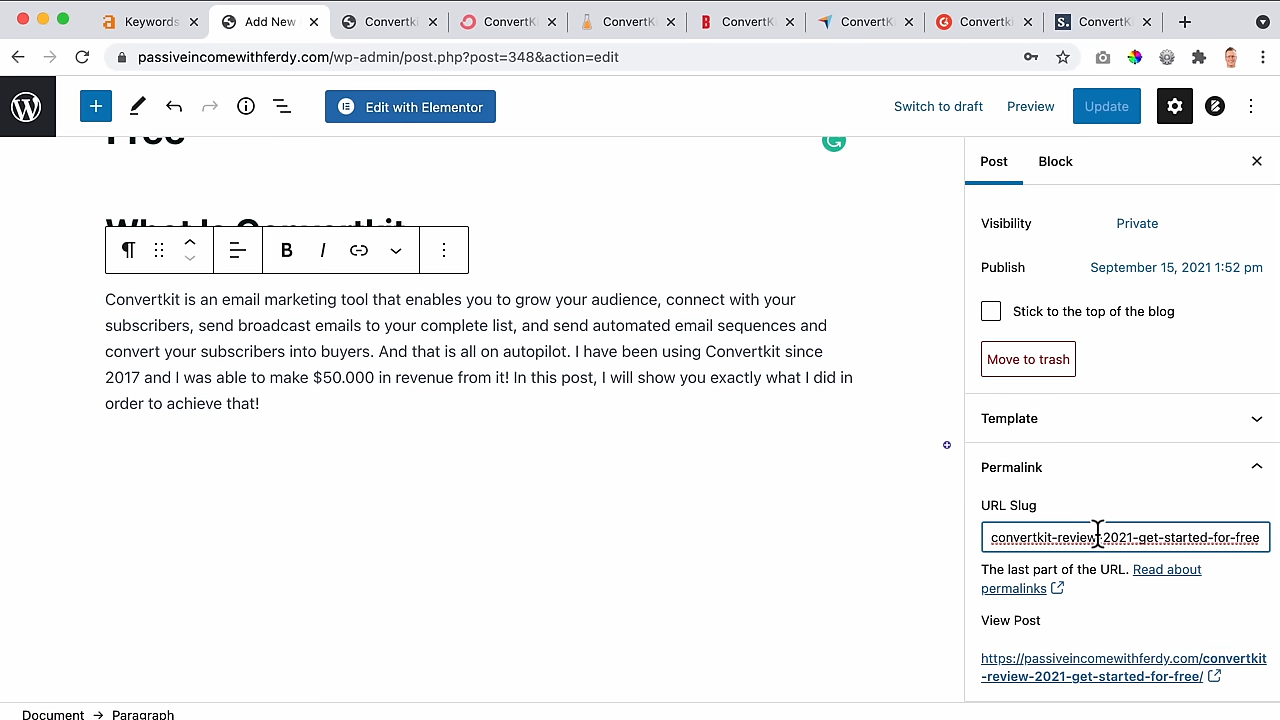 Keywords
Add New
Convertki
ConvertK
ConvertK
ConvertK
ConvertK
Convertk
ConvertK
passiveincomewithferdy.com/wp-admin/post.php?post=348&action=edit
Edit with Elementor
Switch to draft
Preview
Update
Free
What Is Convertkit
Convertkit is an email marketing tool that enables you to grow your audience, connect with your
subscribers, send broadcast emails to your complete list, and send automated email sequences and
convert your subscribers into buyers. And that is all on autopilot. I have been using Convertkit since
2017 and I was able to make $50.000 in revenue from it! In this post, I will show you exactly what I did in
order to achieve that!
Post
Block
Visibility
Private
Publish
September 15, 2021 1:52 pm
Stick to the top of the blog
Move to trash
Template
Permalink
URL Slug
convertkit-review-2021-get-started-for-free
The last part of the URL. Read about
permalinks
View Post
https://passiveincomewithferdy.com/convertkit
-review-2021-get-started-for-free/
Document → Paragraph